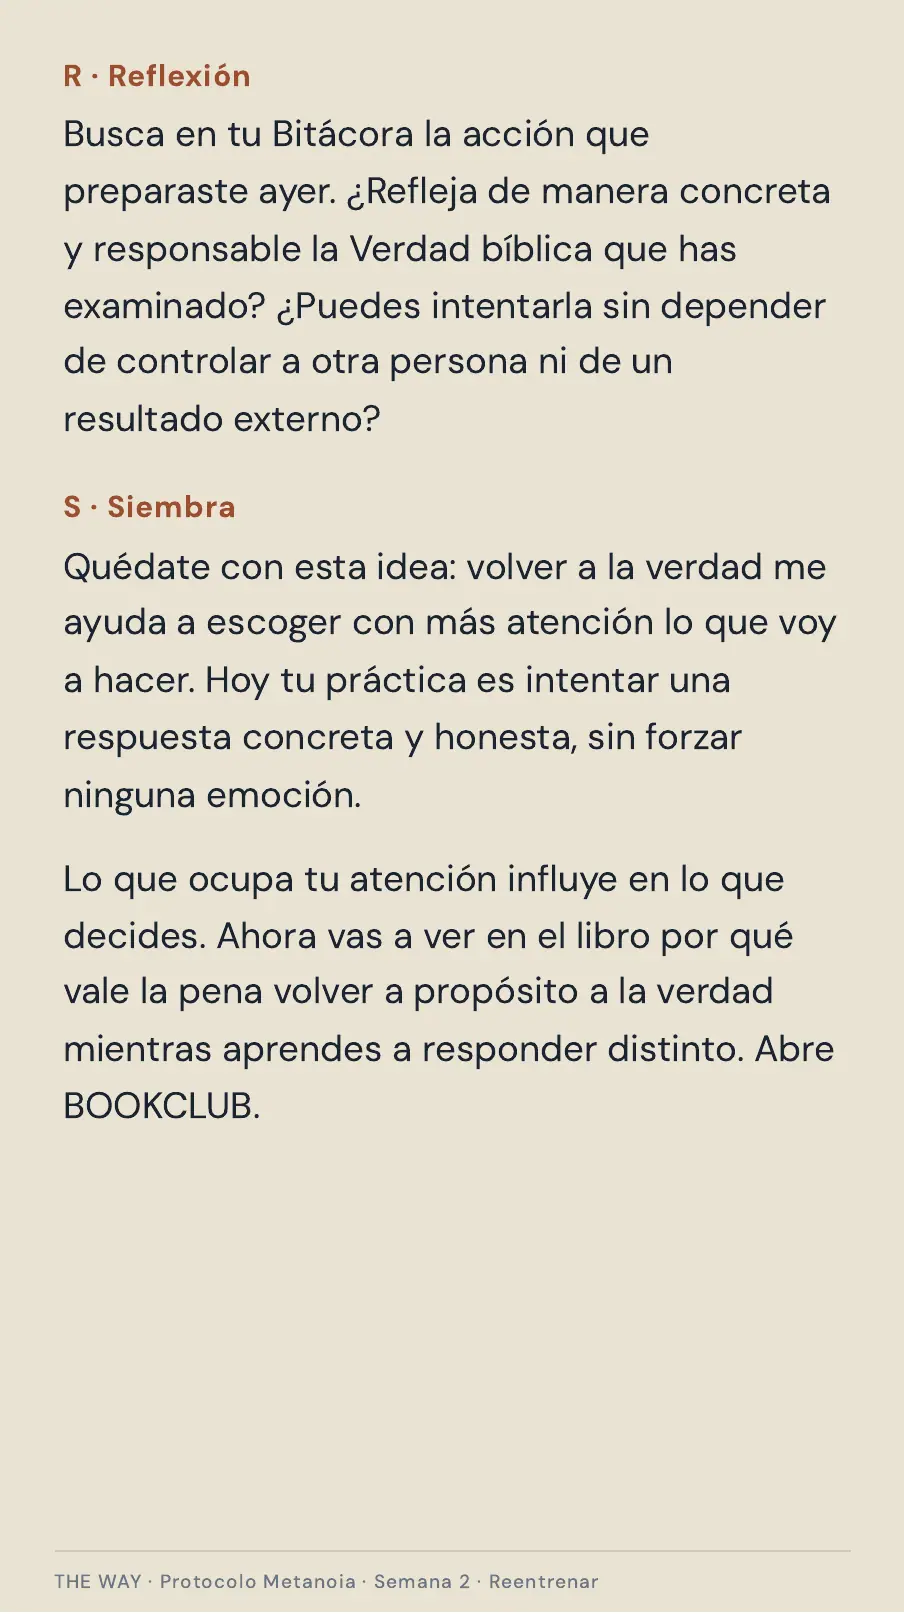 R · Reflexión
Busca en tu Bitácora la acción que
preparaste ayer. ¿Refleja de manera concreta
y responsable la Verdad bíblica que has
examinado? ¿Puedes intentarla sin depender
de controlar a otra persona ni de un
resultado externo?
S · Siembra
Quédate con esta idea: volver a la verdad me
ayuda a escoger con más atención lo que voy
a hacer. Hoy tu práctica es intentar una
respuesta concreta y honesta, sin forzar
ninguna emoción.
Lo que ocupa tu atención influye en lo que
decides. Ahora vas a ver en el libro por qué
vale la pena volver a propósito a la verdad
mientras aprendes a responder distinto. Abre
BOOKCLUB.
THE WAY · Protocolo Metanoia · Semana 2 · Reentrenar